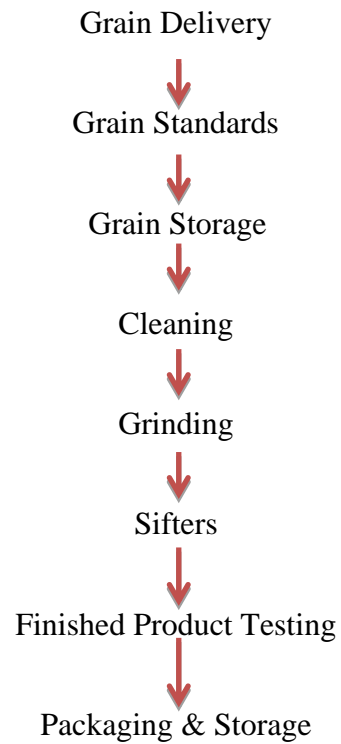 Grain Delivery
Grain Standards
Grain Storage
Cleaning
Grinding
Sifters
Finished Product Testing
Packaging & Storage